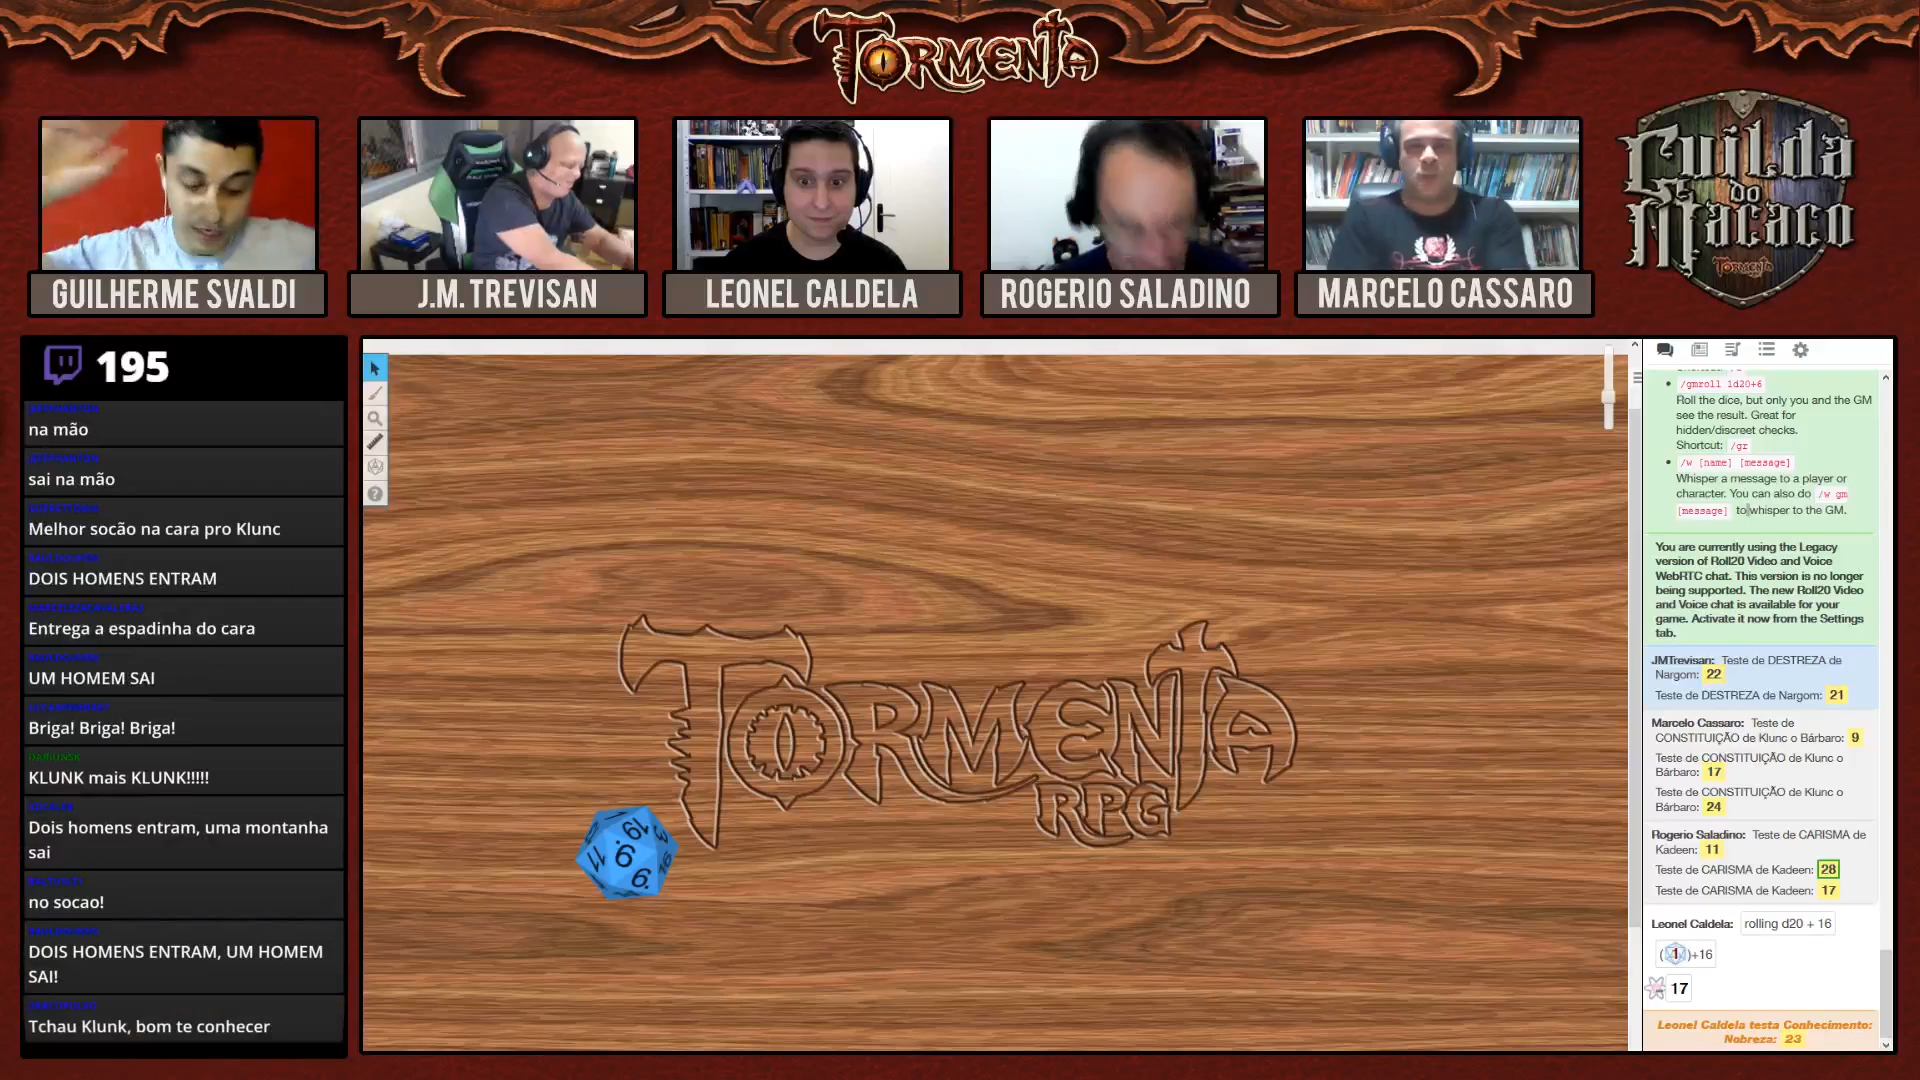 TORMENTA
GUILHERME SVALDI
J.M. TREVISAN
LEONEL CALDELA
ROGERIO SALADINO
MARCELO CASSARO
Guilda
do
Macaco
TORMENTA
195
na mão
sai na mão
Melhor socão na cara pro Klunc
DOIS HOMENS ENTRAM
Entrega a espadinha do cara
UM HOMEM SAI
Briga! Briga! Briga!
KLUNK mais KLUNK!!!!!
Dois homens entram, uma montanha
sai
no socao!
DOIS HOMENS ENTRAM, UM HOMEM
SAI!
Tchau Klunk, bom te conhecer
TORMENTA
RPG
19
3
11
9.
16
9.
/gmroll 1d20+6
Roll the dice, but only you and the GM
see the result. Great for
hidden/discreet checks.
Shortcut: /gr
/w [name] [message]
Whisper a message to a player or
character. You can also do /w gm
[message] to whisper to the GM.
You are currently using the Legacy
version of Roll20 Video and Voice
WebRTC chat. This version is no longer
being supported. The new Roll20 Video
and Voice chat is available for your
game. Activate it now from the Settings
tab.
JMTrevisan: Teste de DESTREZA de
Nargom: 22
Teste de DESTREZA de Nargom: 21
Marcelo Cassaro: Teste de
CONSTITUIÇÃO de Klunc o Bárbaro: 9
Teste de CONSTITUIÇÃO de Klunc o
Bárbaro: 17
Teste de CONSTITUIÇÃO de Klunc o
Bárbaro: 24
Rogerio Saladino: Teste de CARISMA de
Kadeen: 11
Teste de CARISMA de Kadeen: 28
Teste de CARISMA de Kadeen: 17
Leonel Caldela: rolling d20 + 16
(1)+16
17
Leonel Caldela testa Conhecimento:
Nobreza: 23